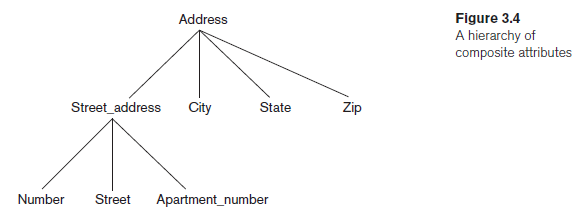 Address
Figure 3.4
A hierarchy of
composite attributes
Street_address City State Zip
Number Street Apartment_number